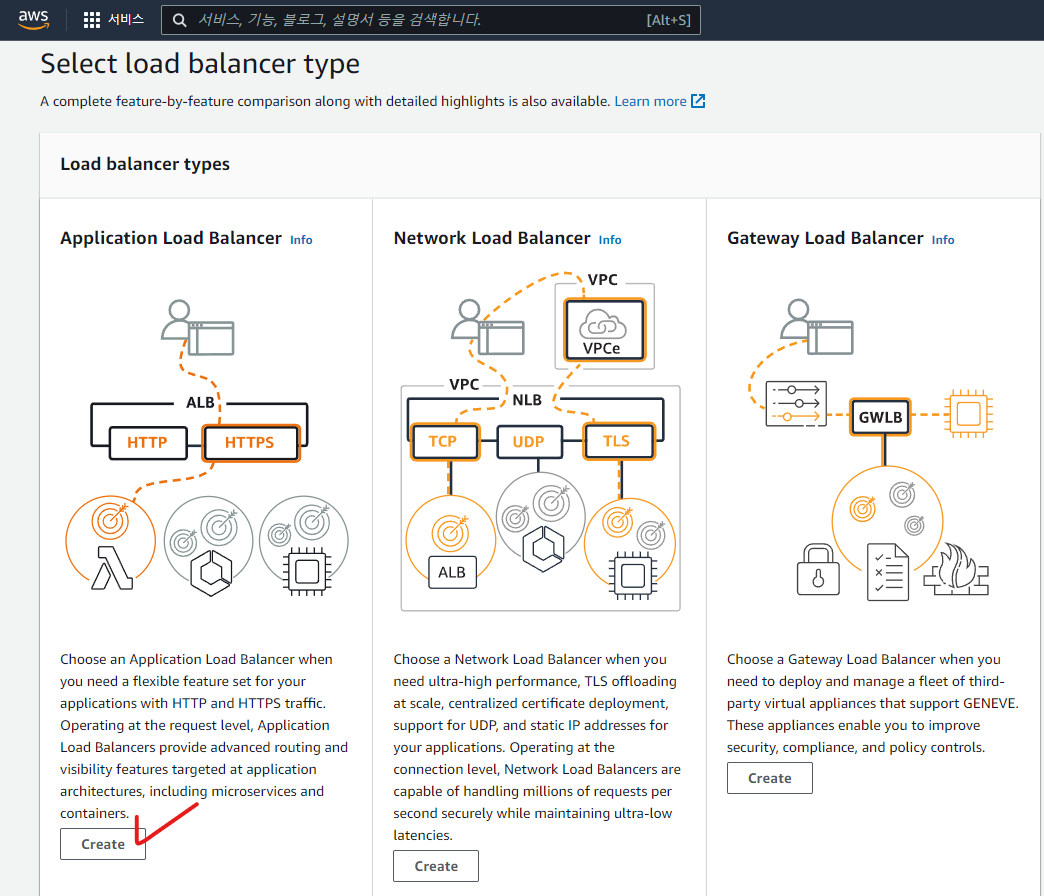 aws
서비스
서비스, 기능, 블로그, 설명서 등을 검색합니다.
[Alt+S]
Select load balancer type
A complete feature-by-feature comparison along with detailed highlights is also available. Learn more
Load balancer types
Application Load Balancer Info
ALB
HTTP
HTTPS
Choose an Application Load Balancer when
you need a flexible feature set for your
applications with HTTP and HTTPS traffic.
Operating at the request level, Application
Load Balancers provide advanced routing and
visibility features targeted at application
architectures, including microservices and
containers.
Create
Network Load Balancer Info
VPC
VPCe
VPC
NLB
TCP
UDP
TLS
ALB
Choose a Network Load Balancer when you
need ultra-high performance, TLS offloading
at scale, centralized certificate deployment,
support for UDP, and static IP addresses for
your applications. Operating at the
connection level, Network Load Balancers are
capable of handling millions of requests per
second securely while maintaining ultra-low
latencies.
Create
Gateway Load Balancer Info
GWLB
Choose a Gateway Load Balancer when you
need to deploy and manage a fleet of third-
party virtual appliances that support GENEVE.
These appliances enable you to improve
security, compliance, and policy controls.
Create